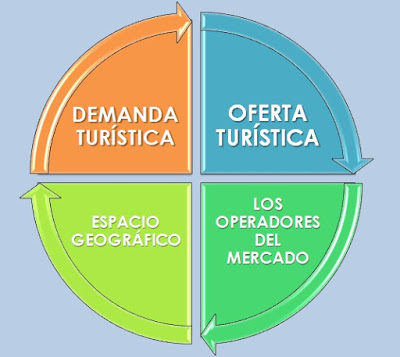 DEMANDA
TURÍSTICA
OFERTA
TURÍSTICA
ESPACIO
GEOGRÁFICO
LOS
OPERADORES
DEL
MERCADO